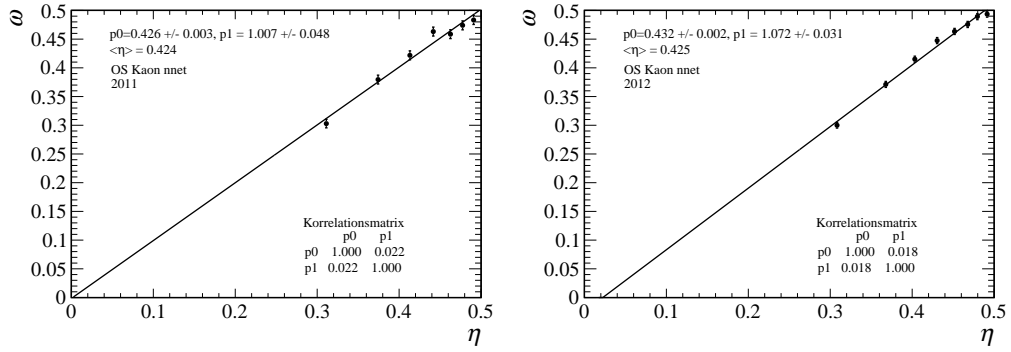 ω
p0=0.426 +/- 0.003, p1 = 1.007 +/- 0.048
<η> = 0.424
OS Kaon nnet
2011
0.5
0.45
0.4
0.35
0.3
0.25
0.2
0.15
0.1
0.05
0
Korrelationsmatrix
p0 p1
p0 1.000 0.022
p1 0.022 1.000
0 0.1 0.2 0.3 0.4 0.5
η
ω
p0=0.432 +/- 0.002, p1 = 1.072 +/- 0.031
<η> = 0.425
OS Kaon nnet
2012
0.5
0.45
0.4
0.35
0.3
0.25
0.2
0.15
0.1
0.05
0
Korrelationsmatrix
p0 p1
p0 1.000 0.018
p1 0.018 1.000
0 0.1 0.2 0.3 0.4 0.5
η